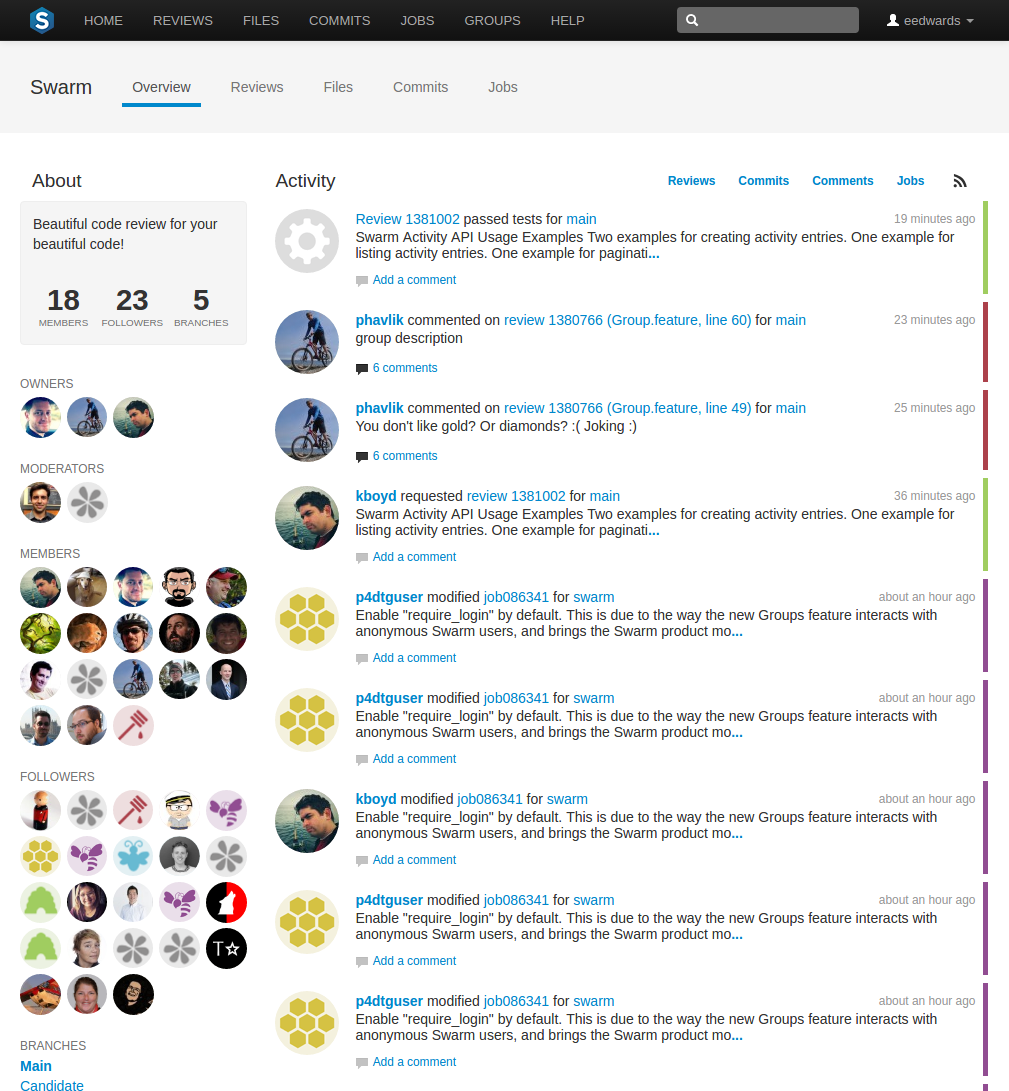 S HOME REVIEWS FILES COMMITS JOBS GROUPS HELP eedwards
Swarm Overview Reviews Files Commits Jobs
About
Beautiful code review for your
beautiful code!
18 23 5
MEMBERS FOLLOWERS BRANCHES
OWNERS
MODERATORS
MEMBERS
FOLLOWERS
T☆
BRANCHES
Main
Candidate
Activity Reviews Commits Comments Jobs
Review 1381002 passed tests for main 19 minutes ago
Swarm Activity API Usage Examples Two examples for creating activity entries. One example for
listing activity entries. One example for paginati...
Add a comment
phavlik commented on review 1380766 (Group.feature, line 60) for main 23 minutes ago
group description
6 comments
phavlik commented on review 1380766 (Group.feature, line 49) for main 25 minutes ago
You don't like gold? Or diamonds? :( Joking :)
6 comments
kboyd requested review 1381002 for main 36 minutes ago
Swarm Activity API Usage Examples Two examples for creating activity entries. One example for
listing activity entries. One example for paginati...
Add a comment
p4dtguser modified job086341 for swarm about an hour ago
Enable "require_login" by default. This is due to the way the new Groups feature interacts with
anonymous Swarm users, and brings the Swarm product mo...
Add a comment
p4dtguser modified job086341 for swarm about an hour ago
Enable "require_login" by default. This is due to the way the new Groups feature interacts with
anonymous Swarm users, and brings the Swarm product mo...
Add a comment
kboyd modified job086341 for swarm about an hour ago
Enable "require_login" by default. This is due to the way the new Groups feature interacts with
anonymous Swarm users, and brings the Swarm product mo...
Add a comment
p4dtguser modified job086341 for swarm about an hour ago
Enable "require_login" by default. This is due to the way the new Groups feature interacts with
anonymous Swarm users, and brings the Swarm product mo...
Add a comment
p4dtguser modified job086341 for swarm about an hour ago
Enable "require_login" by default. This is due to the way the new Groups feature interacts with
anonymous Swarm users, and brings the Swarm product mo...
Add a comment